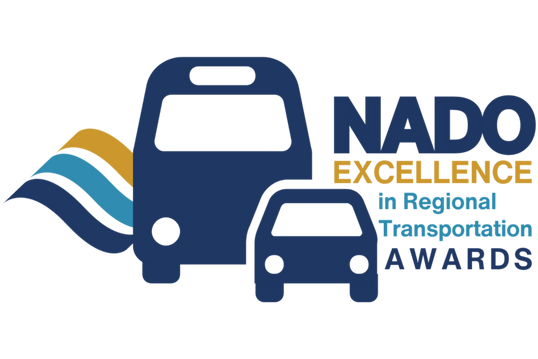 NADO
EXCELLENCE
in Regional
Transportation
AWARDS